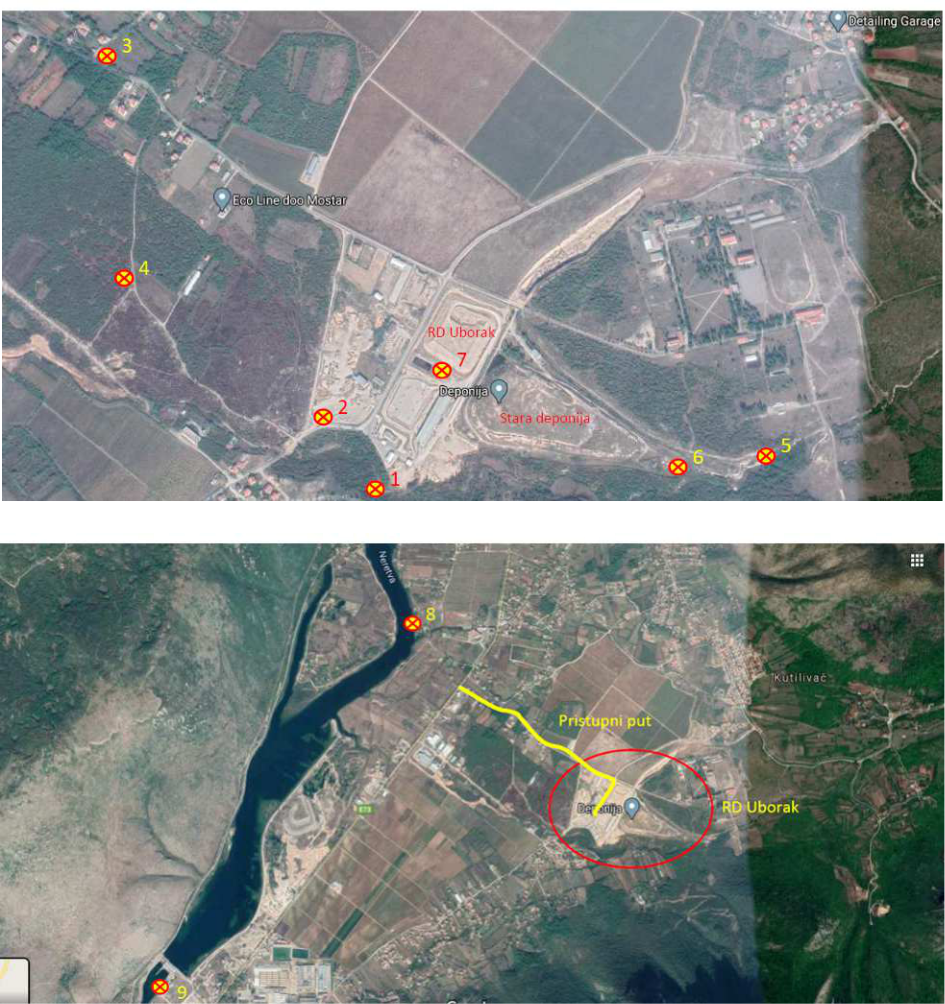 Detailing Garage
3
Eco Line doo Mostar
4
RD Uborak
7
Deponija
2
Stara deponija
5
6
1
Neretva
8
Kutilivač
Pristupni put
Deponija
RD Uborak
9